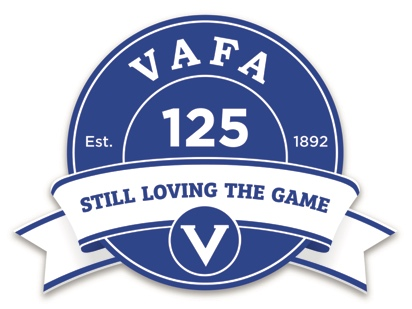 VAFA
125
Est. 1892
STILL LOVING THE GAME
V